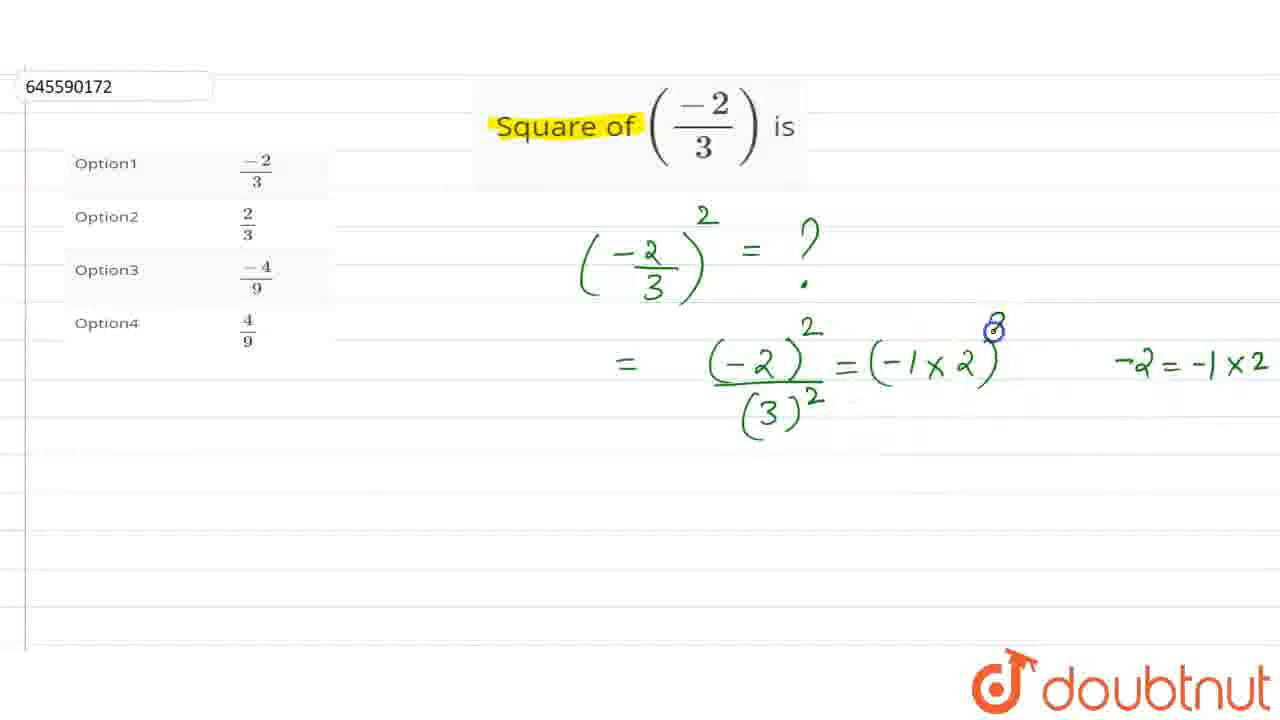 645590172
Square of (-2/3) is
Option1 -2/3
Option2 2/3
Option3 -4/9
Option4 4/9
(-2/3)² = ?
= (-2)²/(3)² = (-1×2) -2=-1×2
doubtnut